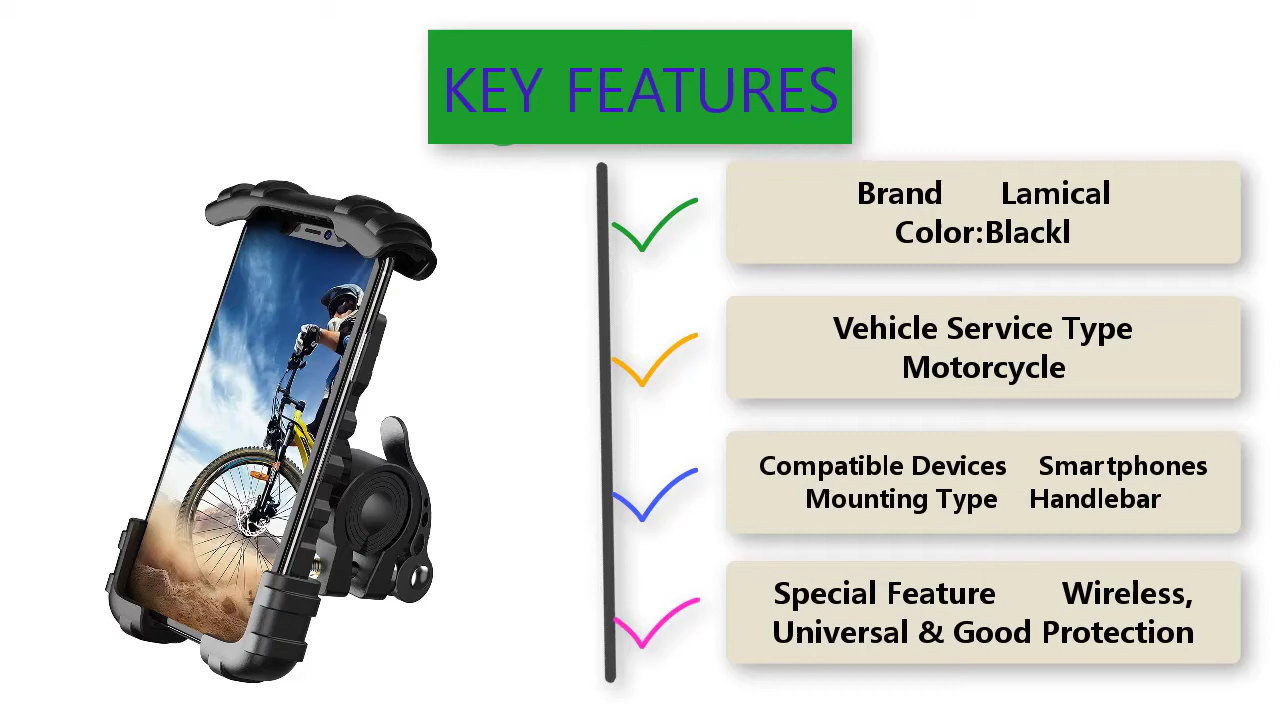 KEY FEATURES
Brand Lamical
Color:Blackl
Vehicle Service Type
Motorcycle
Compatible Devices Smartphones
Mounting Type Handlebar
Special Feature Wireless,
Universal & Good Protection